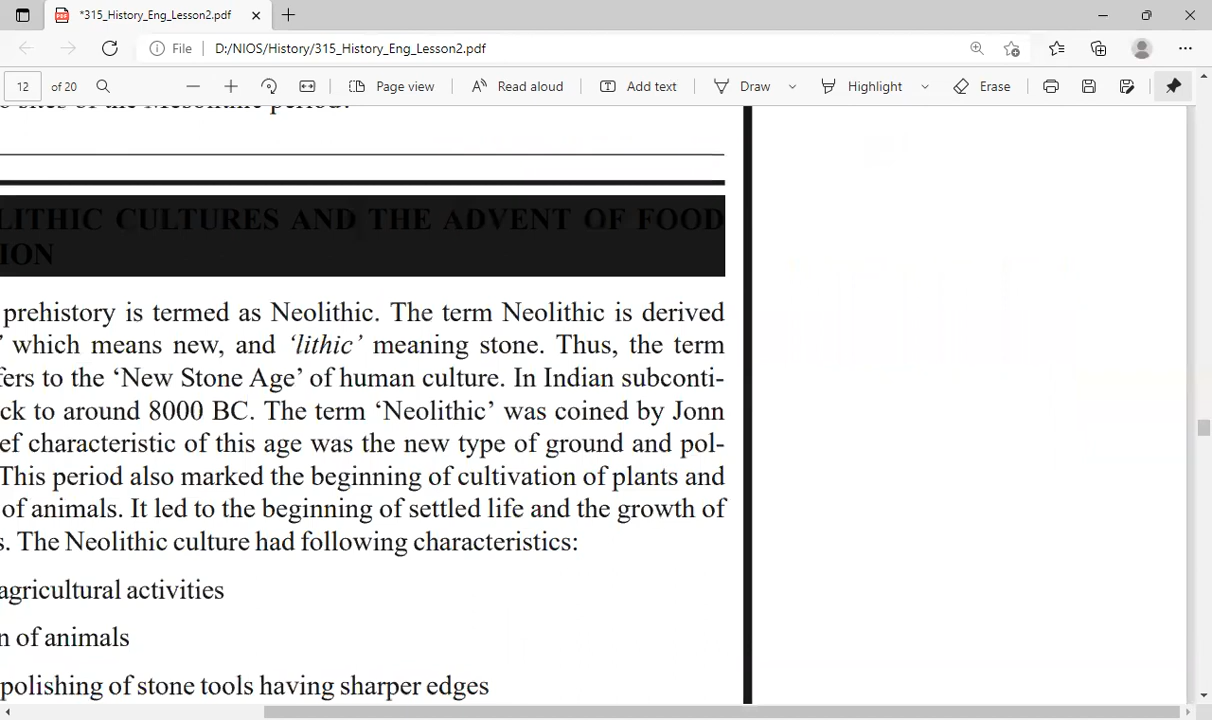 *315_History_Eng_Lesson2.pdf
File D:/NIOS/History/315_History_Eng_Lesson2.pdf
12 of 20 Page view Read aloud Add text Draw Highlight Erase
o sites of the Mesolithic period.
LITHIC CULTURES AND THE ADVENT OF FOOD
ION
prehistory is termed as Neolithic. The term Neolithic is derived
’ which means new, and ‘lithic’ meaning stone. Thus, the term
fers to the ‘New Stone Age’ of human culture. In Indian subconti-
ck to around 8000 BC. The term ‘Neolithic’ was coined by Jonn
ef characteristic of this age was the new type of ground and pol-
This period also marked the beginning of cultivation of plants and
of animals. It led to the beginning of settled life and the growth of
s. The Neolithic culture had following characteristics:
agricultural activities
n of animals
polishing of stone tools having sharper edges